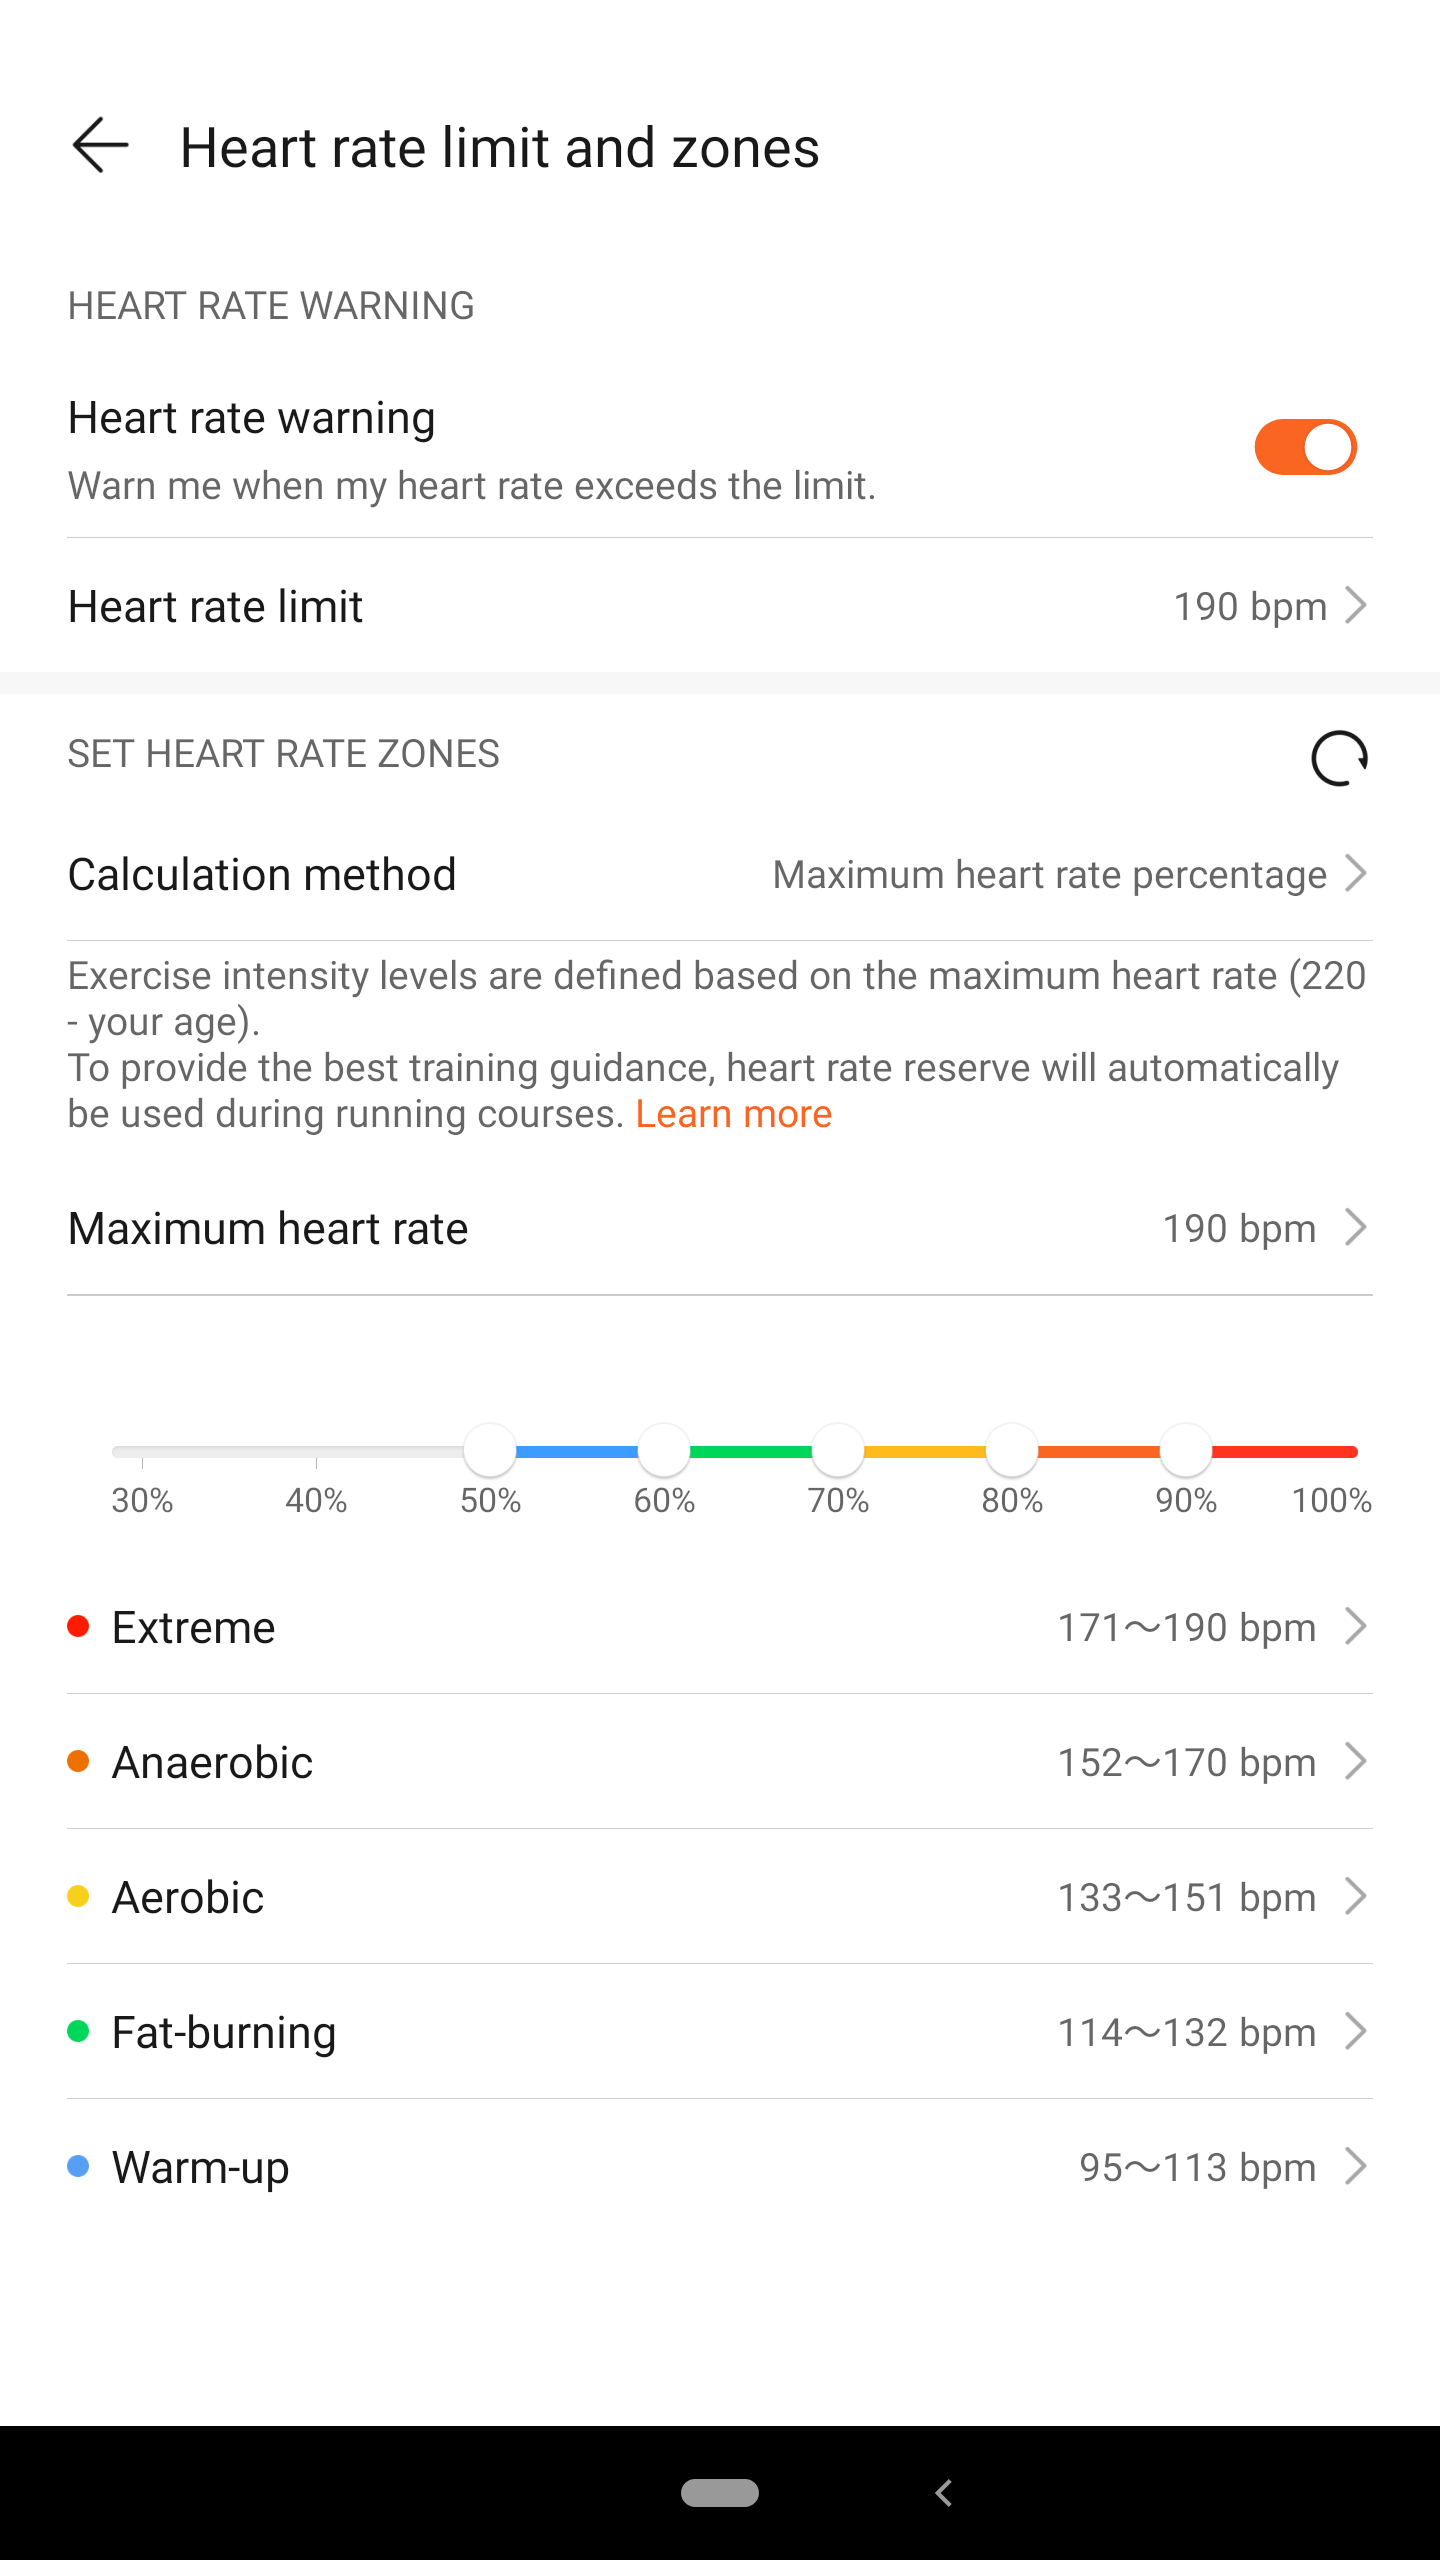 Heart rate limit and zones
HEART RATE WARNING
Heart rate warning
Warn me when my heart rate exceeds the limit.
Heart rate limit 190 bpm
SET HEART RATE ZONES
Calculation method Maximum heart rate percentage
Exercise intensity levels are defined based on the maximum heart rate (220
- your age).
To provide the best training guidance, heart rate reserve will automatically
be used during running courses. Learn more
Maximum heart rate 190 bpm
30% 40% 50% 60% 70% 80% 90% 100%
Extreme 171～190 bpm
Anaerobic 152～170 bpm
Aerobic 133～151 bpm
Fat-burning 114～132 bpm
Warm-up 95～113 bpm